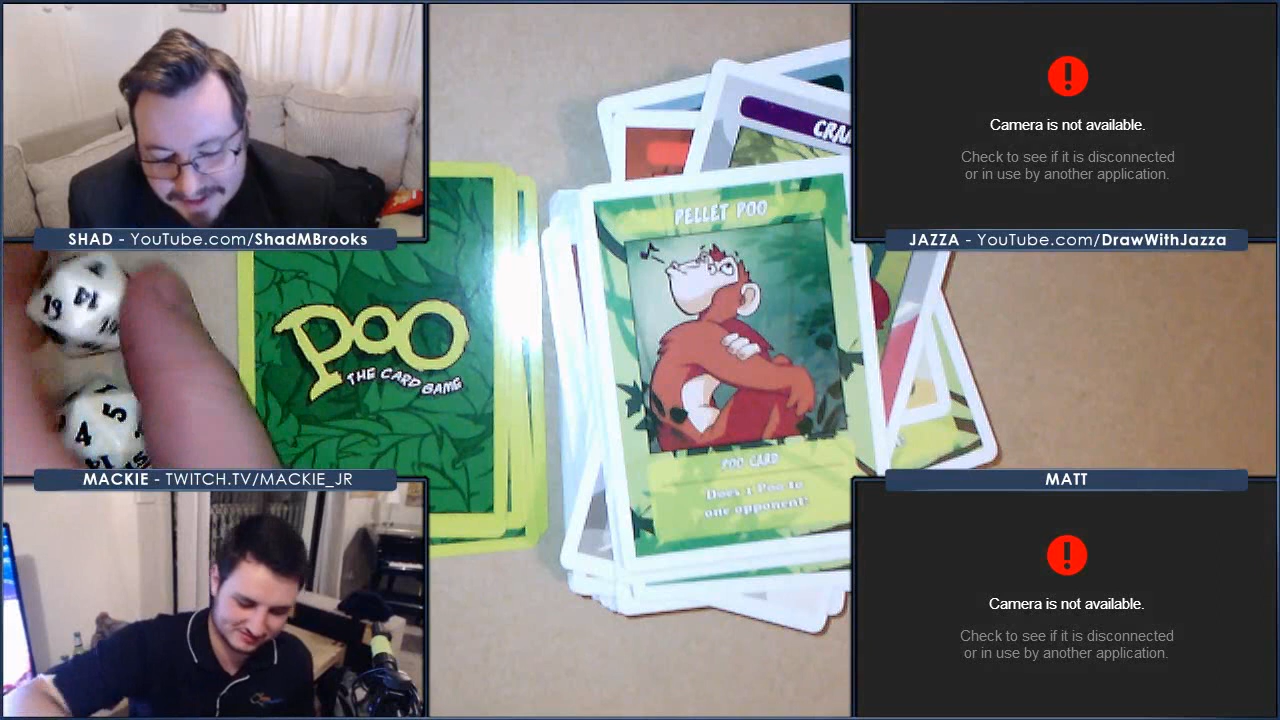 Camera is not available.
Check to see if it is disconnected
or in use by another application.
SHAD - YouTube.com/ShadMBrooks
JAZZA - YouTube.com/DrawWithJazza
PELLET POO
POO
THE CARD GAME
4
5
14
POO CARD
Does 1 Poo to
one opponent!
MACKIE - TWITCH.TV/MACKIE_JR
MATT
Camera is not available.
Check to see if it is disconnected
or in use by another application.